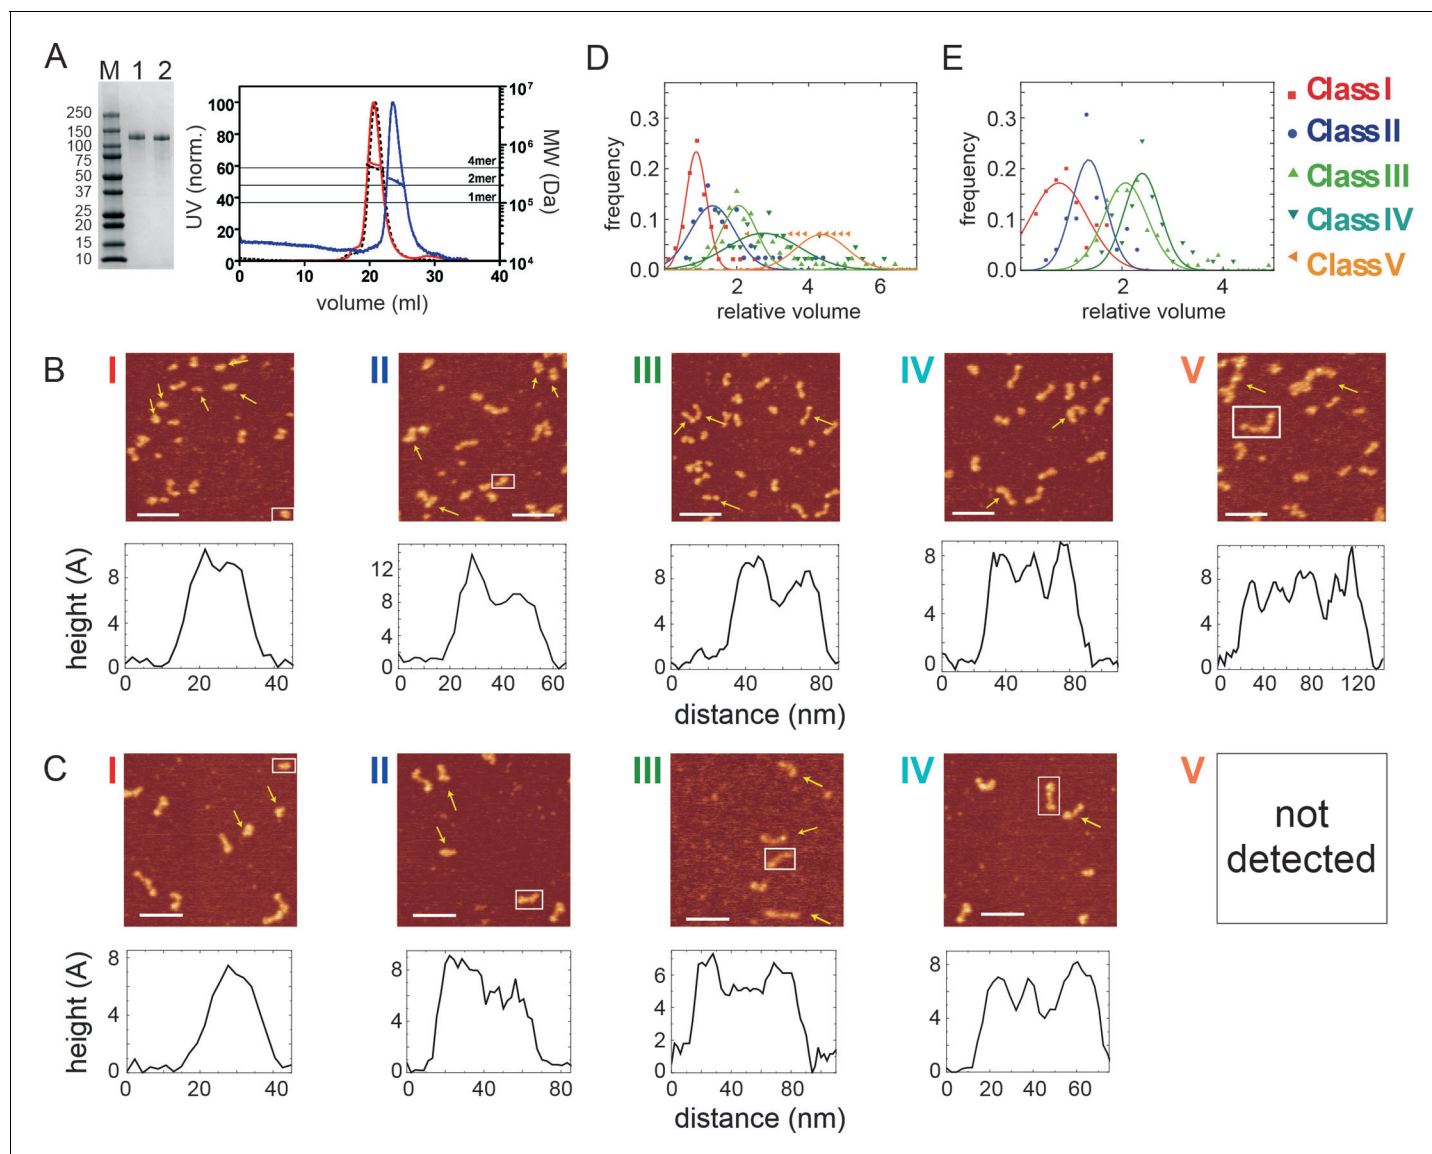 A
M 1 2
250
150
100
75
50
37
25
20
15
10
UV (norm.)
100
80
60
40
20
0
4mer
2mer
1mer
10^7
10^6
10^5
10^4
MW (Da)
0 10 20 30 40
volume (ml)
D
frequency
0.3
0.2
0.1
0.0
2 4 6
relative volume
E
frequency
0.3
0.2
0.1
0.0
2 4
relative volume
Class I
Class II
Class III
Class IV
Class V
B
I II III IV V
height (A)
8
4
0
0 20 40
12
8
4
0
0 20 40 60
8
4
0
0 40 80
8
4
0
0 40 80
8
4
0
0 40 80 120
distance (nm)
C
I II III IV V
not
detected
height (A)
8
4
0
0 20 40
8
4
0
0 40 80
6
4
2
0
0 40 80
8
4
0
0 20 40 60
distance (nm)